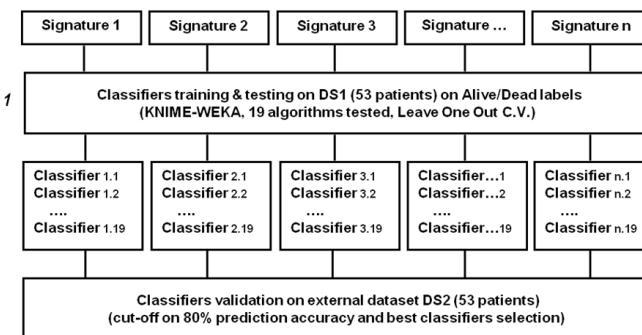 Signature 1 Signature 2 Signature 3 Signature ... Signature n
1
Classifiers training & testing on DS1 (53 patients) on Alive/Dead labels
(KNIME-WEKA, 19 algorithms tested, Leave One Out C.V.)
Classifier 1.1
Classifier 1.2
....
Classifier 1.19
Classifier 2.1
Classifier 2.2
....
Classifier 2.19
Classifier 3.1
Classifier 3.2
....
Classifier 3.19
Classifier...1
Classifier...2
....
Classifier...19
Classifier n.1
Classifier n.2
....
Classifier n.19
Classifiers validation on external dataset DS2 (53 patients)
(cut-off on 80% prediction accuracy and best classifiers selection)